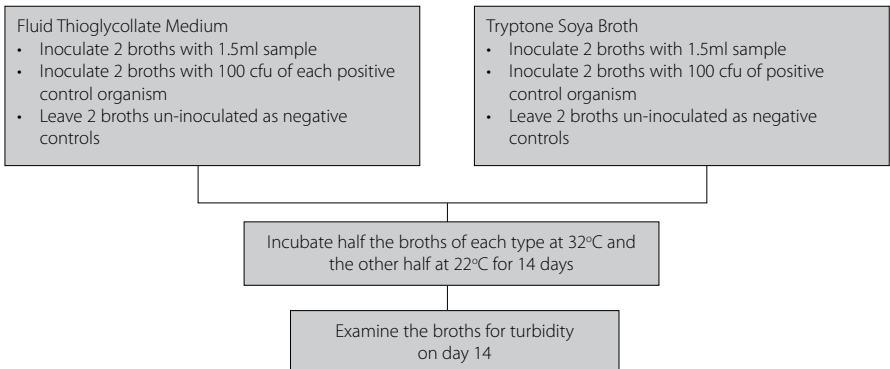 Fluid Thioglycollate Medium
• Inoculate 2 broths with 1.5ml sample
• Inoculate 2 broths with 100 cfu of each positive
control organism
• Leave 2 broths un-inoculated as negative
controls
Tryptone Soya Broth
• Inoculate 2 broths with 1.5ml sample
• Inoculate 2 broths with 100 cfu of positive
control organism
• Leave 2 broths un-inoculated as negative
controls
Incubate half the broths of each type at 32ºC and
the other half at 22ºC for 14 days
Examine the broths for turbidity
on day 14